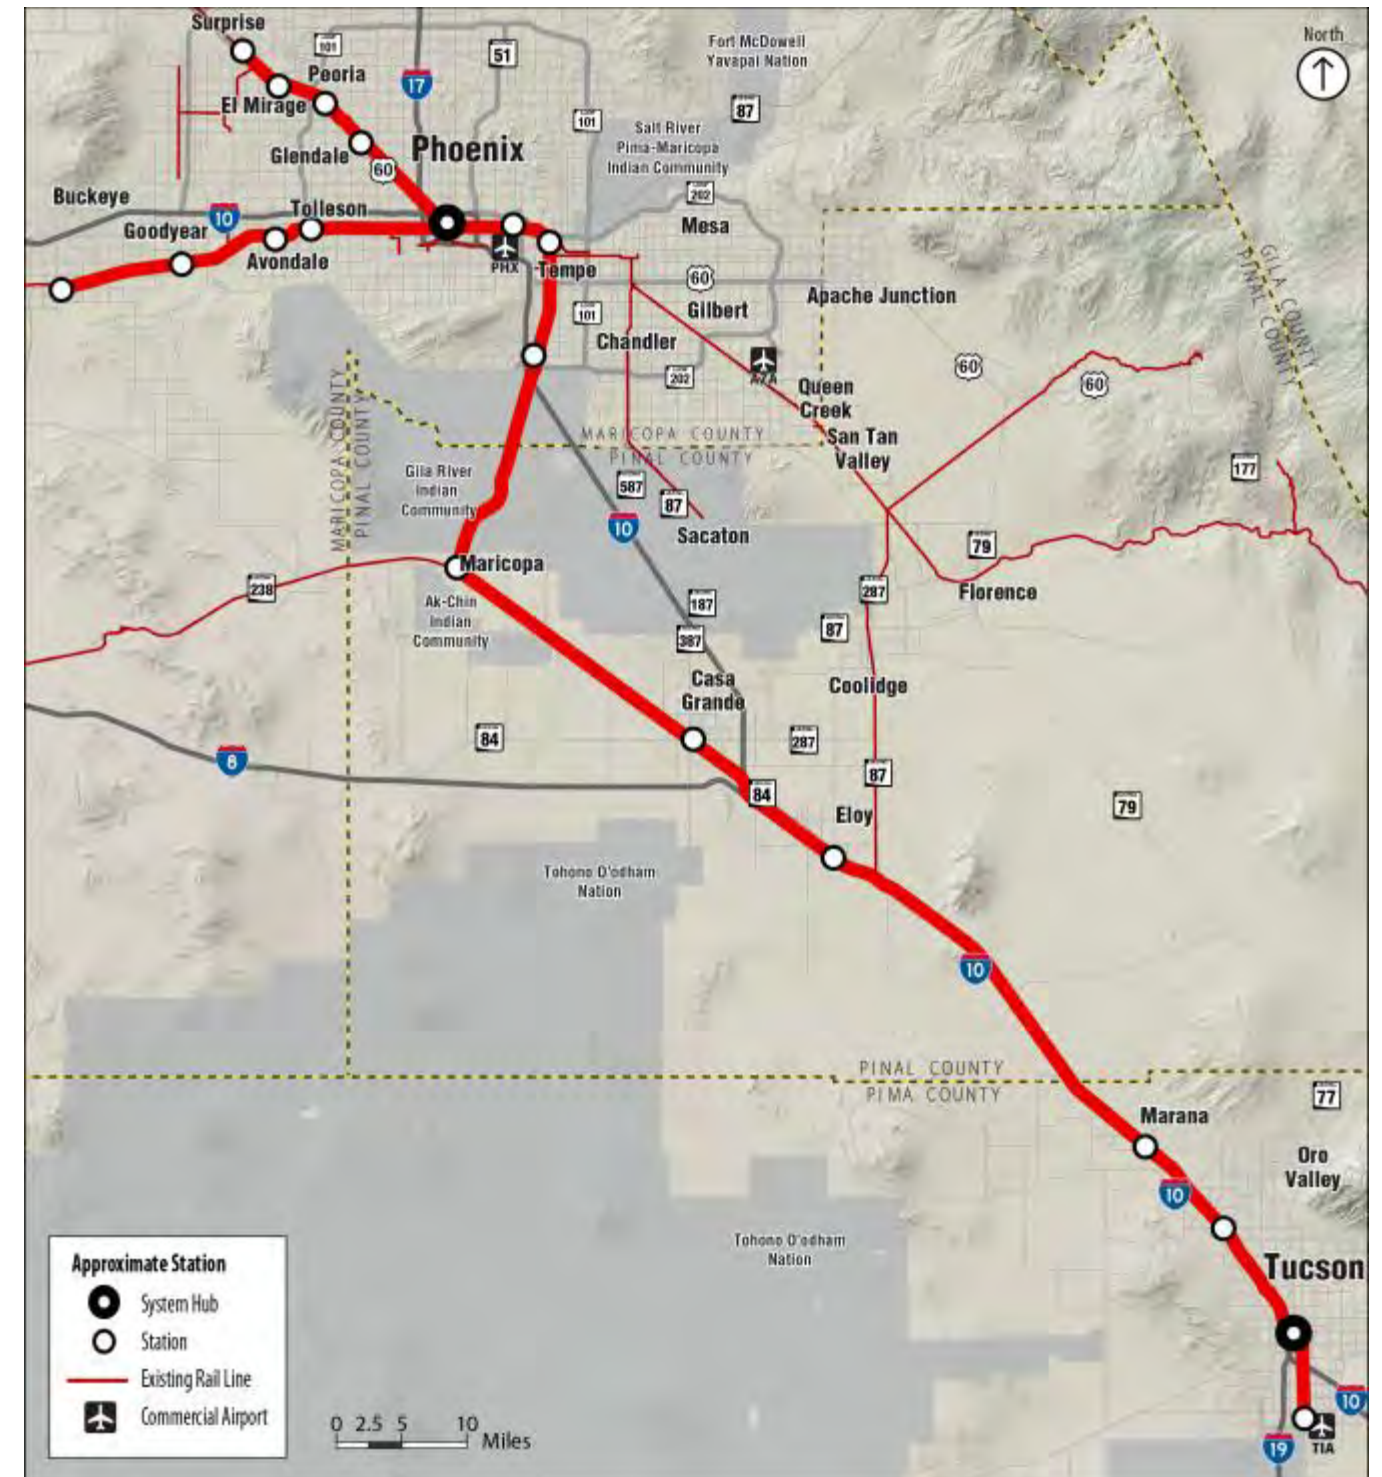 Surprise
North
101
51
Fort McDowell
Yavapai Nation
17
Peoria
El Mirage
87
101
Salt River
Pima-Maricopa
Indian Community
Phoenix
Glendale
60
202
Buckeye
10
Tolleson
Mesa
Goodyear
Avondale
PHX
Tempe
60
GILA COUNTY
PINAL COUNTY
Apache Junction
101
Gilbert
Chandler
AZA
60
60
202
Queen
Creek
MARICOPA COUNTY
PINAL COUNTY
MARICOPA COUNTY
PINAL COUNTY
San Tan
Valley
177
Gila River
Indian
Community
587
87
10
Sacaton
79
Maricopa
238
287
Florence
Ak-Chin
Indian
Community
187
87
387
Casa
Grande
Coolidge
84
287
8
87
84
79
Eloy
Tohono O'odham
Nation
10
PINAL COUNTY
PIMA COUNTY
77
Marana
Oro
Valley
10
Tohono O'odham
Nation
Tucson
Approximate Station
System Hub
Station
Existing Rail Line
Commercial Airport
0 2.5 5 10
Miles
10
19
TIA